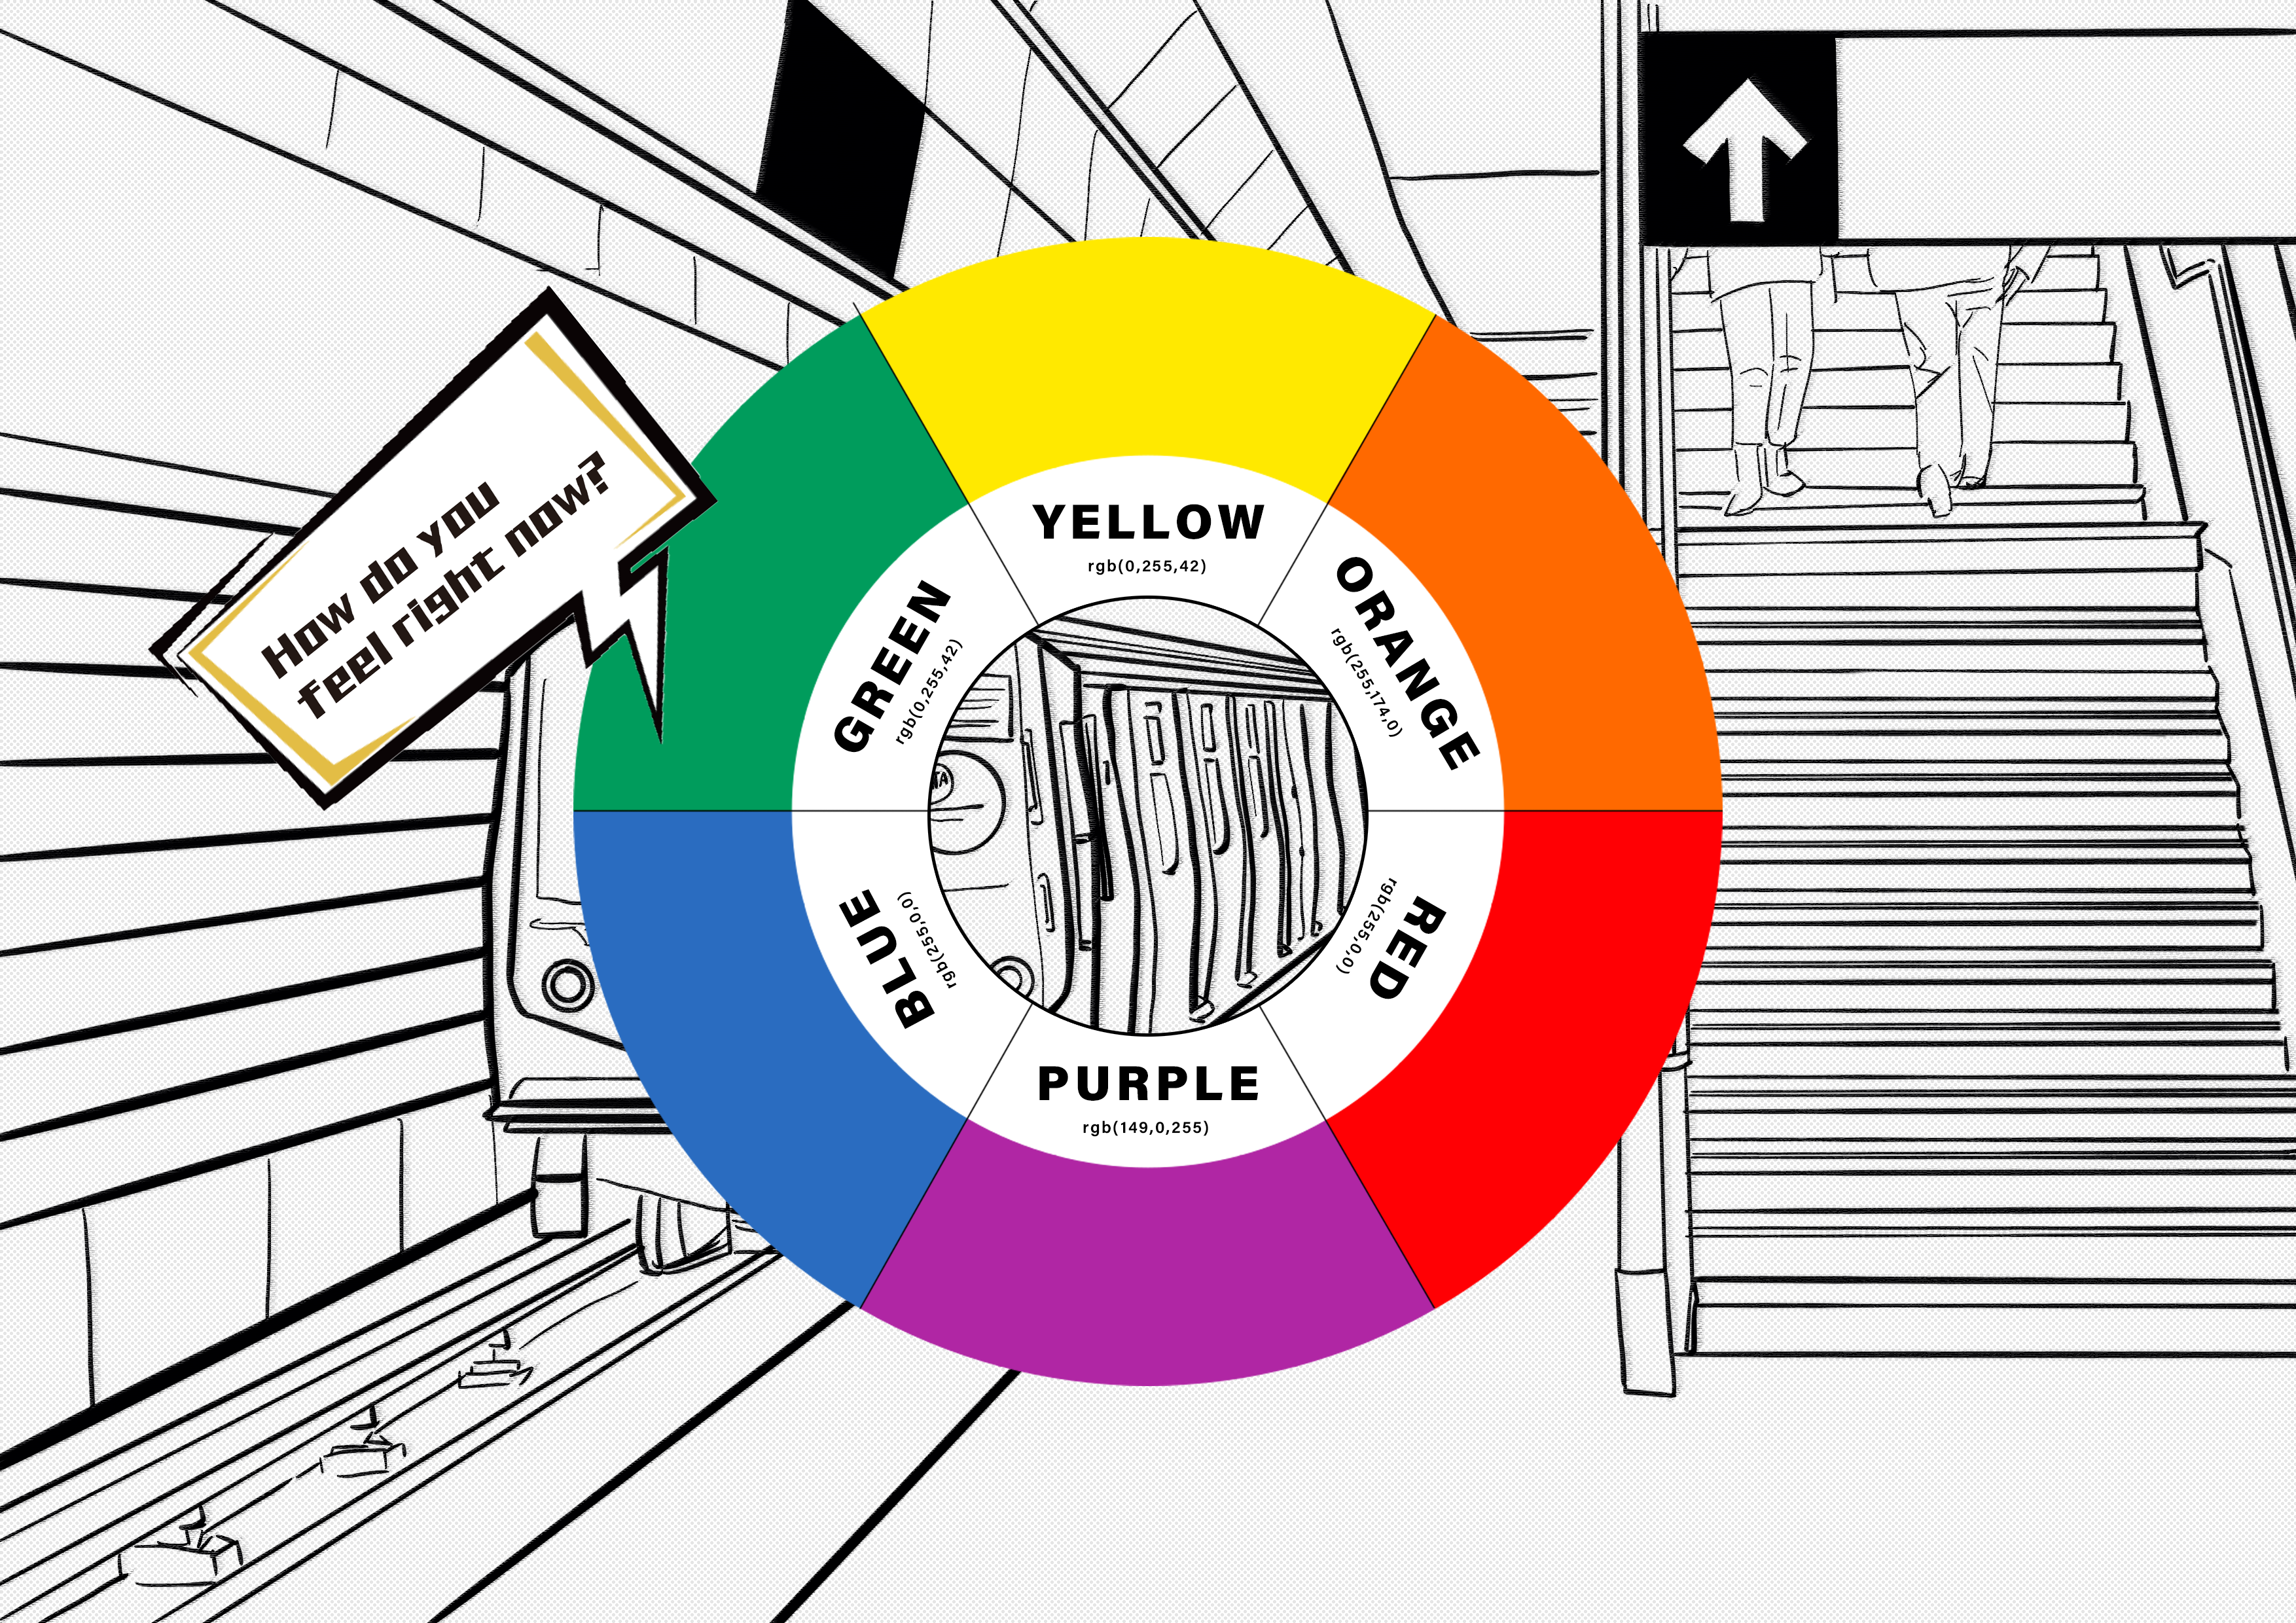 How do you
feel right now?
YELLOW
rgb(0,255,42)
ORANGE
rgb(255,174,0)
RED
rgb(255,0,0)
PURPLE
rgb(149,0,255)
BLUE
rgb(255,0,0)
GREEN
rgb(0,255,42)